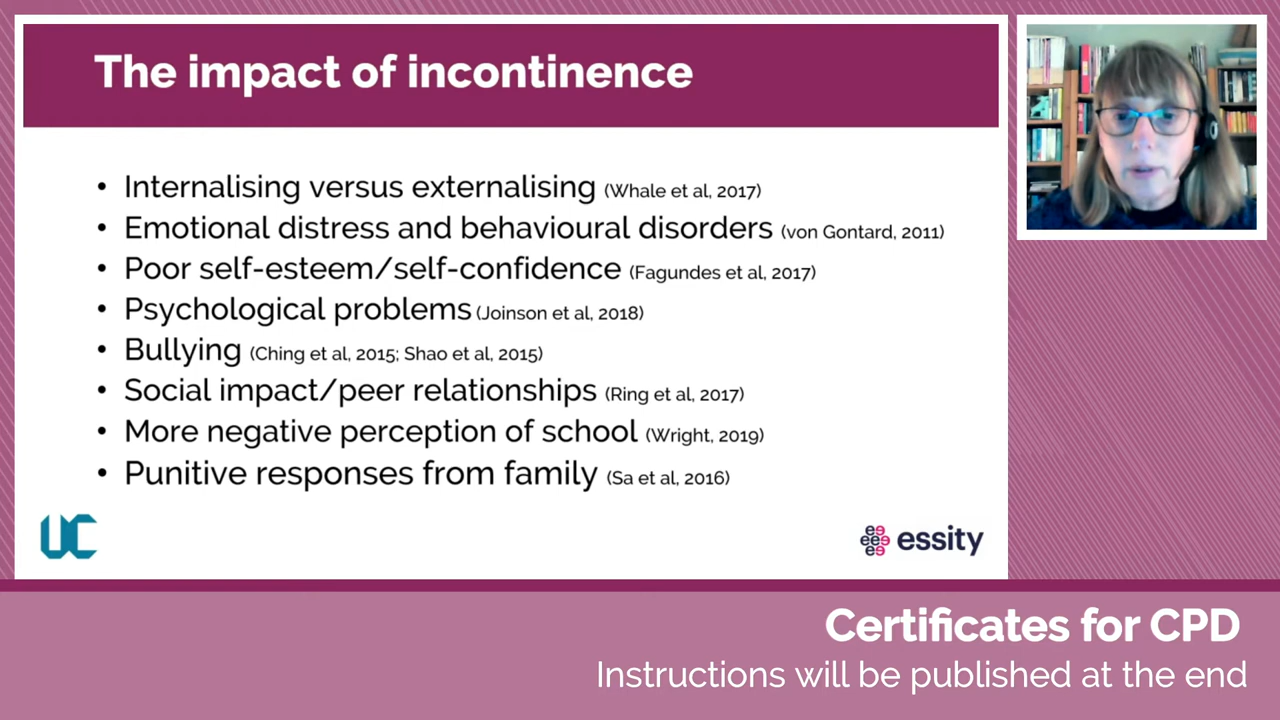 The impact of incontinence
• Internalising versus externalising (Whale et al, 2017)
• Emotional distress and behavioural disorders (von Gontard, 2011)
• Poor self-esteem/self-confidence (Fagundes et al, 2017)
• Psychological problems (Joinson et al, 2018)
• Bullying (Ching et al, 2015; Shao et al, 2015)
• Social impact/peer relationships (Ring et al, 2017)
• More negative perception of school (Wright, 2019)
• Punitive responses from family (Sa et al, 2016)
UC
essity
Certificates for CPD
Instructions will be published at the end